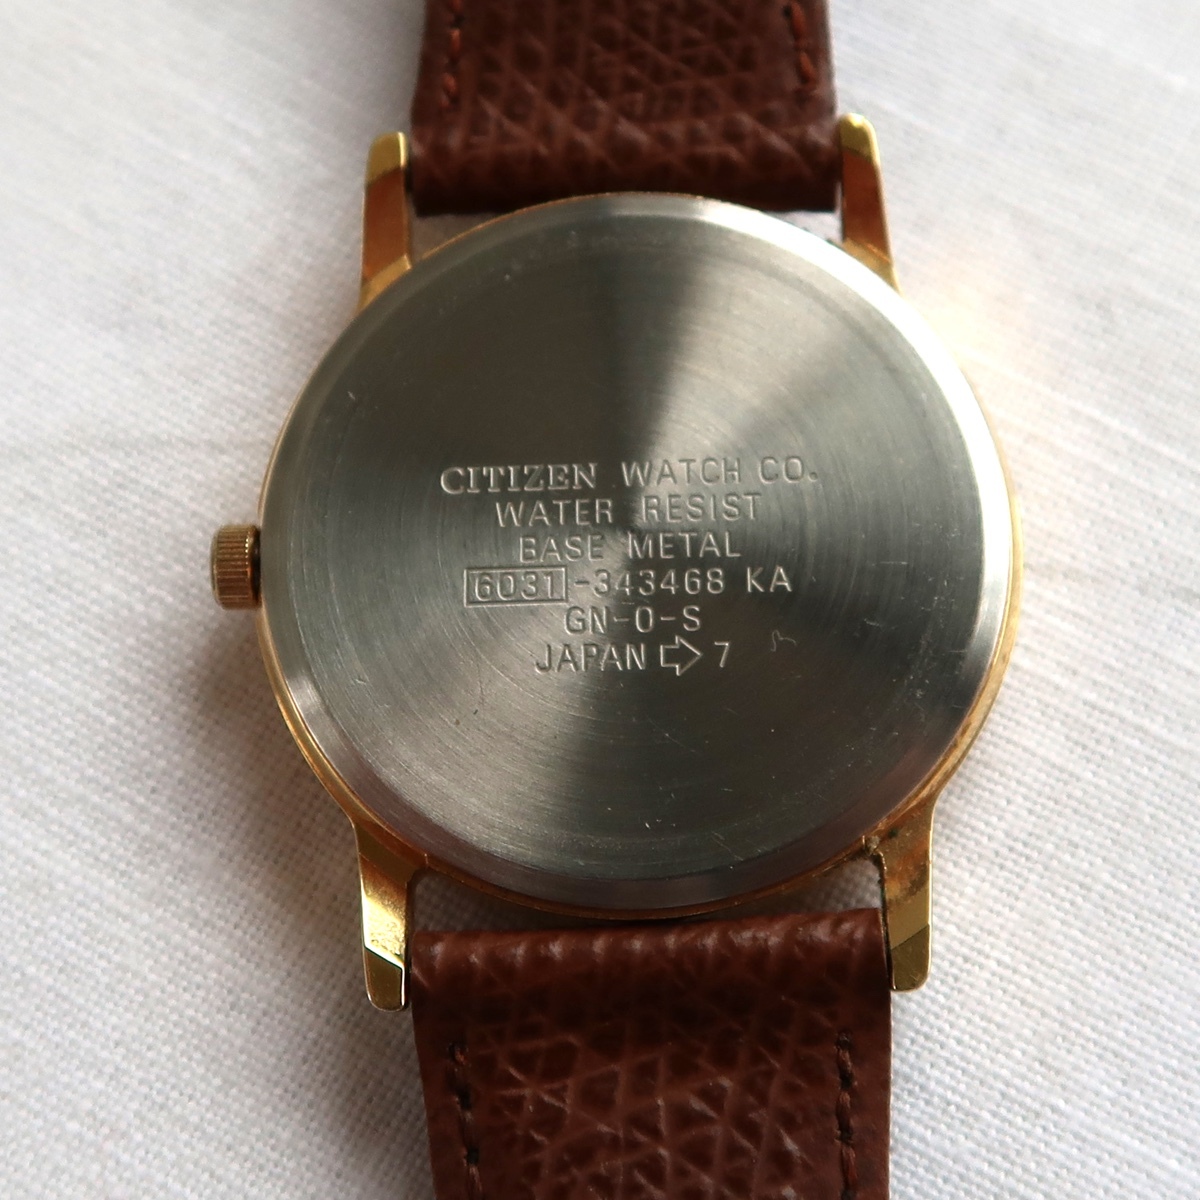 CITIZEN WATCH CO.
WATER RESIST
BASE METAL
6031-343468 KA
GN-0-S
JAPAN ⇨ 7